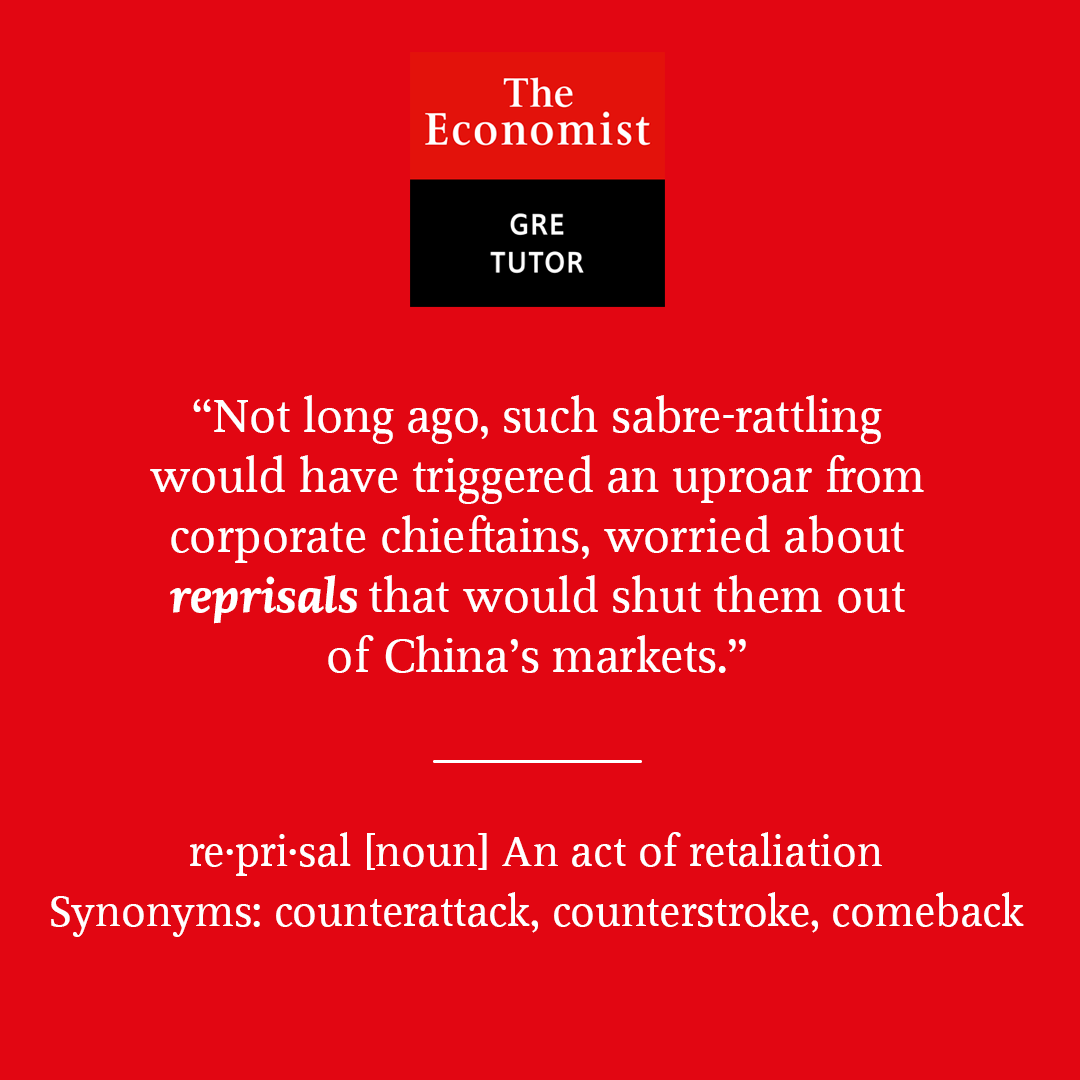 The
Economist
GRE
TUTOR
“Not long ago, such sabre-rattling
would have triggered an uproar from
corporate chieftains, worried about
reprisals that would shut them out
of China’s markets.”
re·pri·sal [noun] An act of retaliation
Synonyms: counterattack, counterstroke, comeback